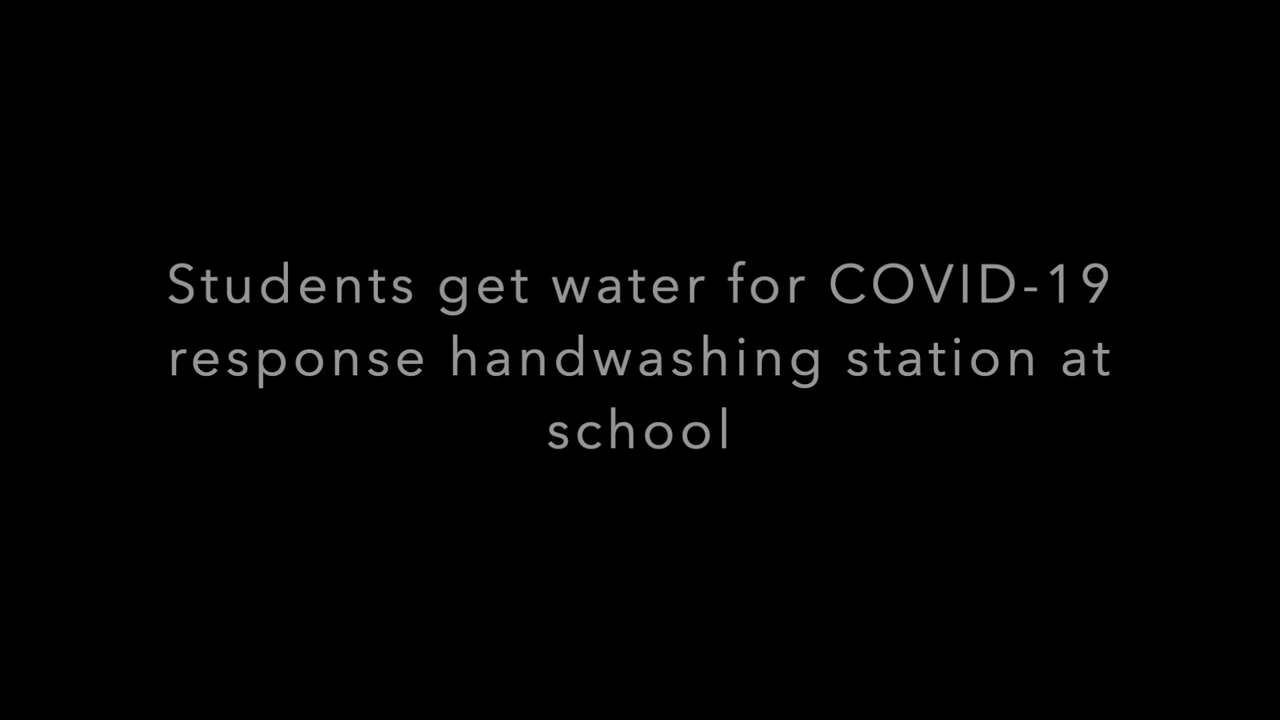 Students get water for COVID-19
response handwashing station at
school